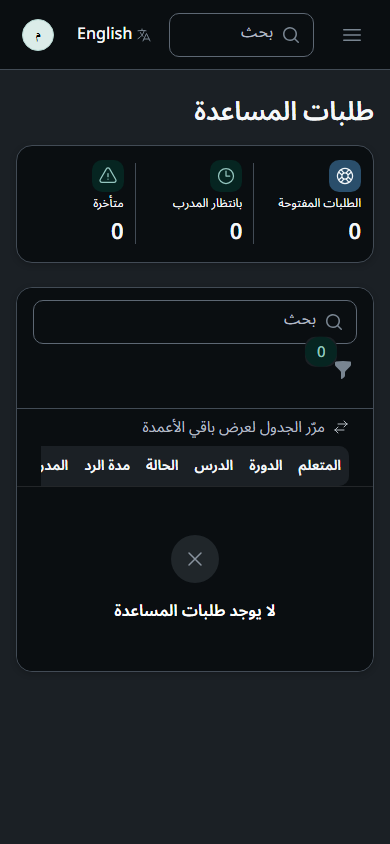 بحث
English
م
طلبات المساعدة
الطلبات المفتوحة
0
بانتظار المدرب
0
متأخرة
0
بحث
0
مرّر الجدول لعرض باقي الأعمدة
المتعلم الدورة الدرس الحالة مدة الرد المدر
لا يوجد طلبات المساعدة